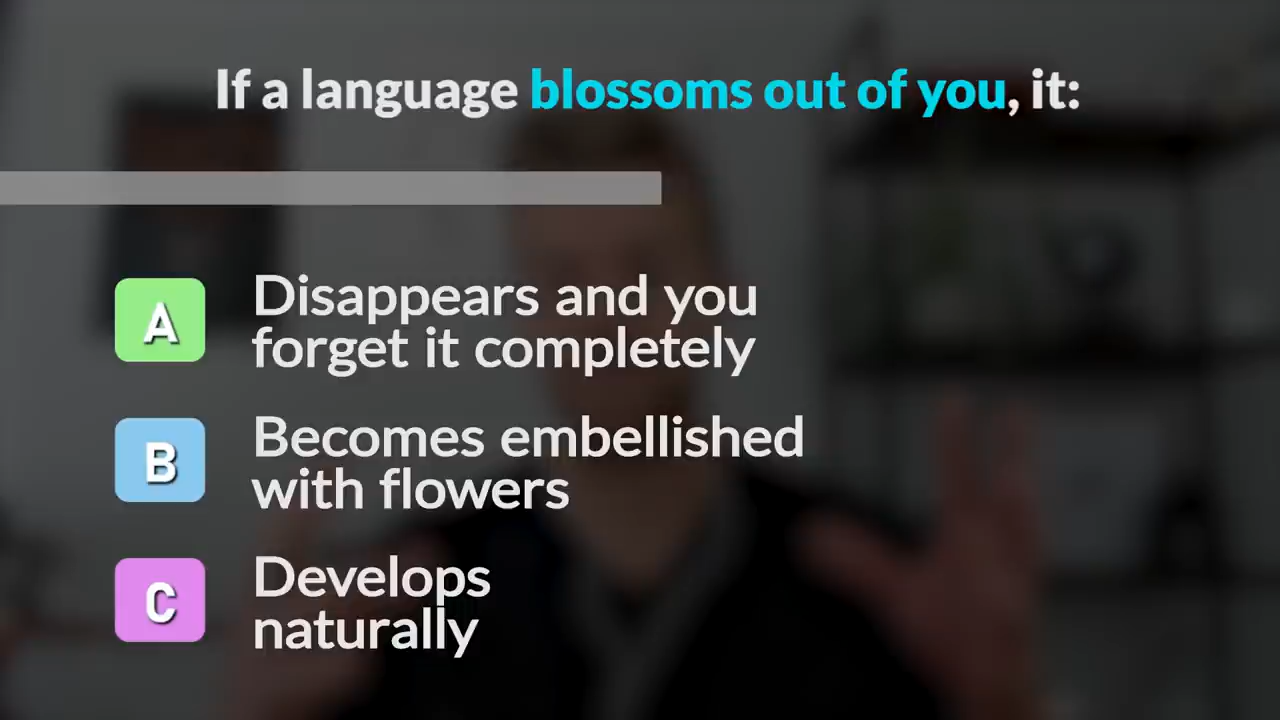 If a language blossoms out of you, it:
A
Disappears and you
forget it completely
B
Becomes embellished
with flowers
C
Develops
naturally